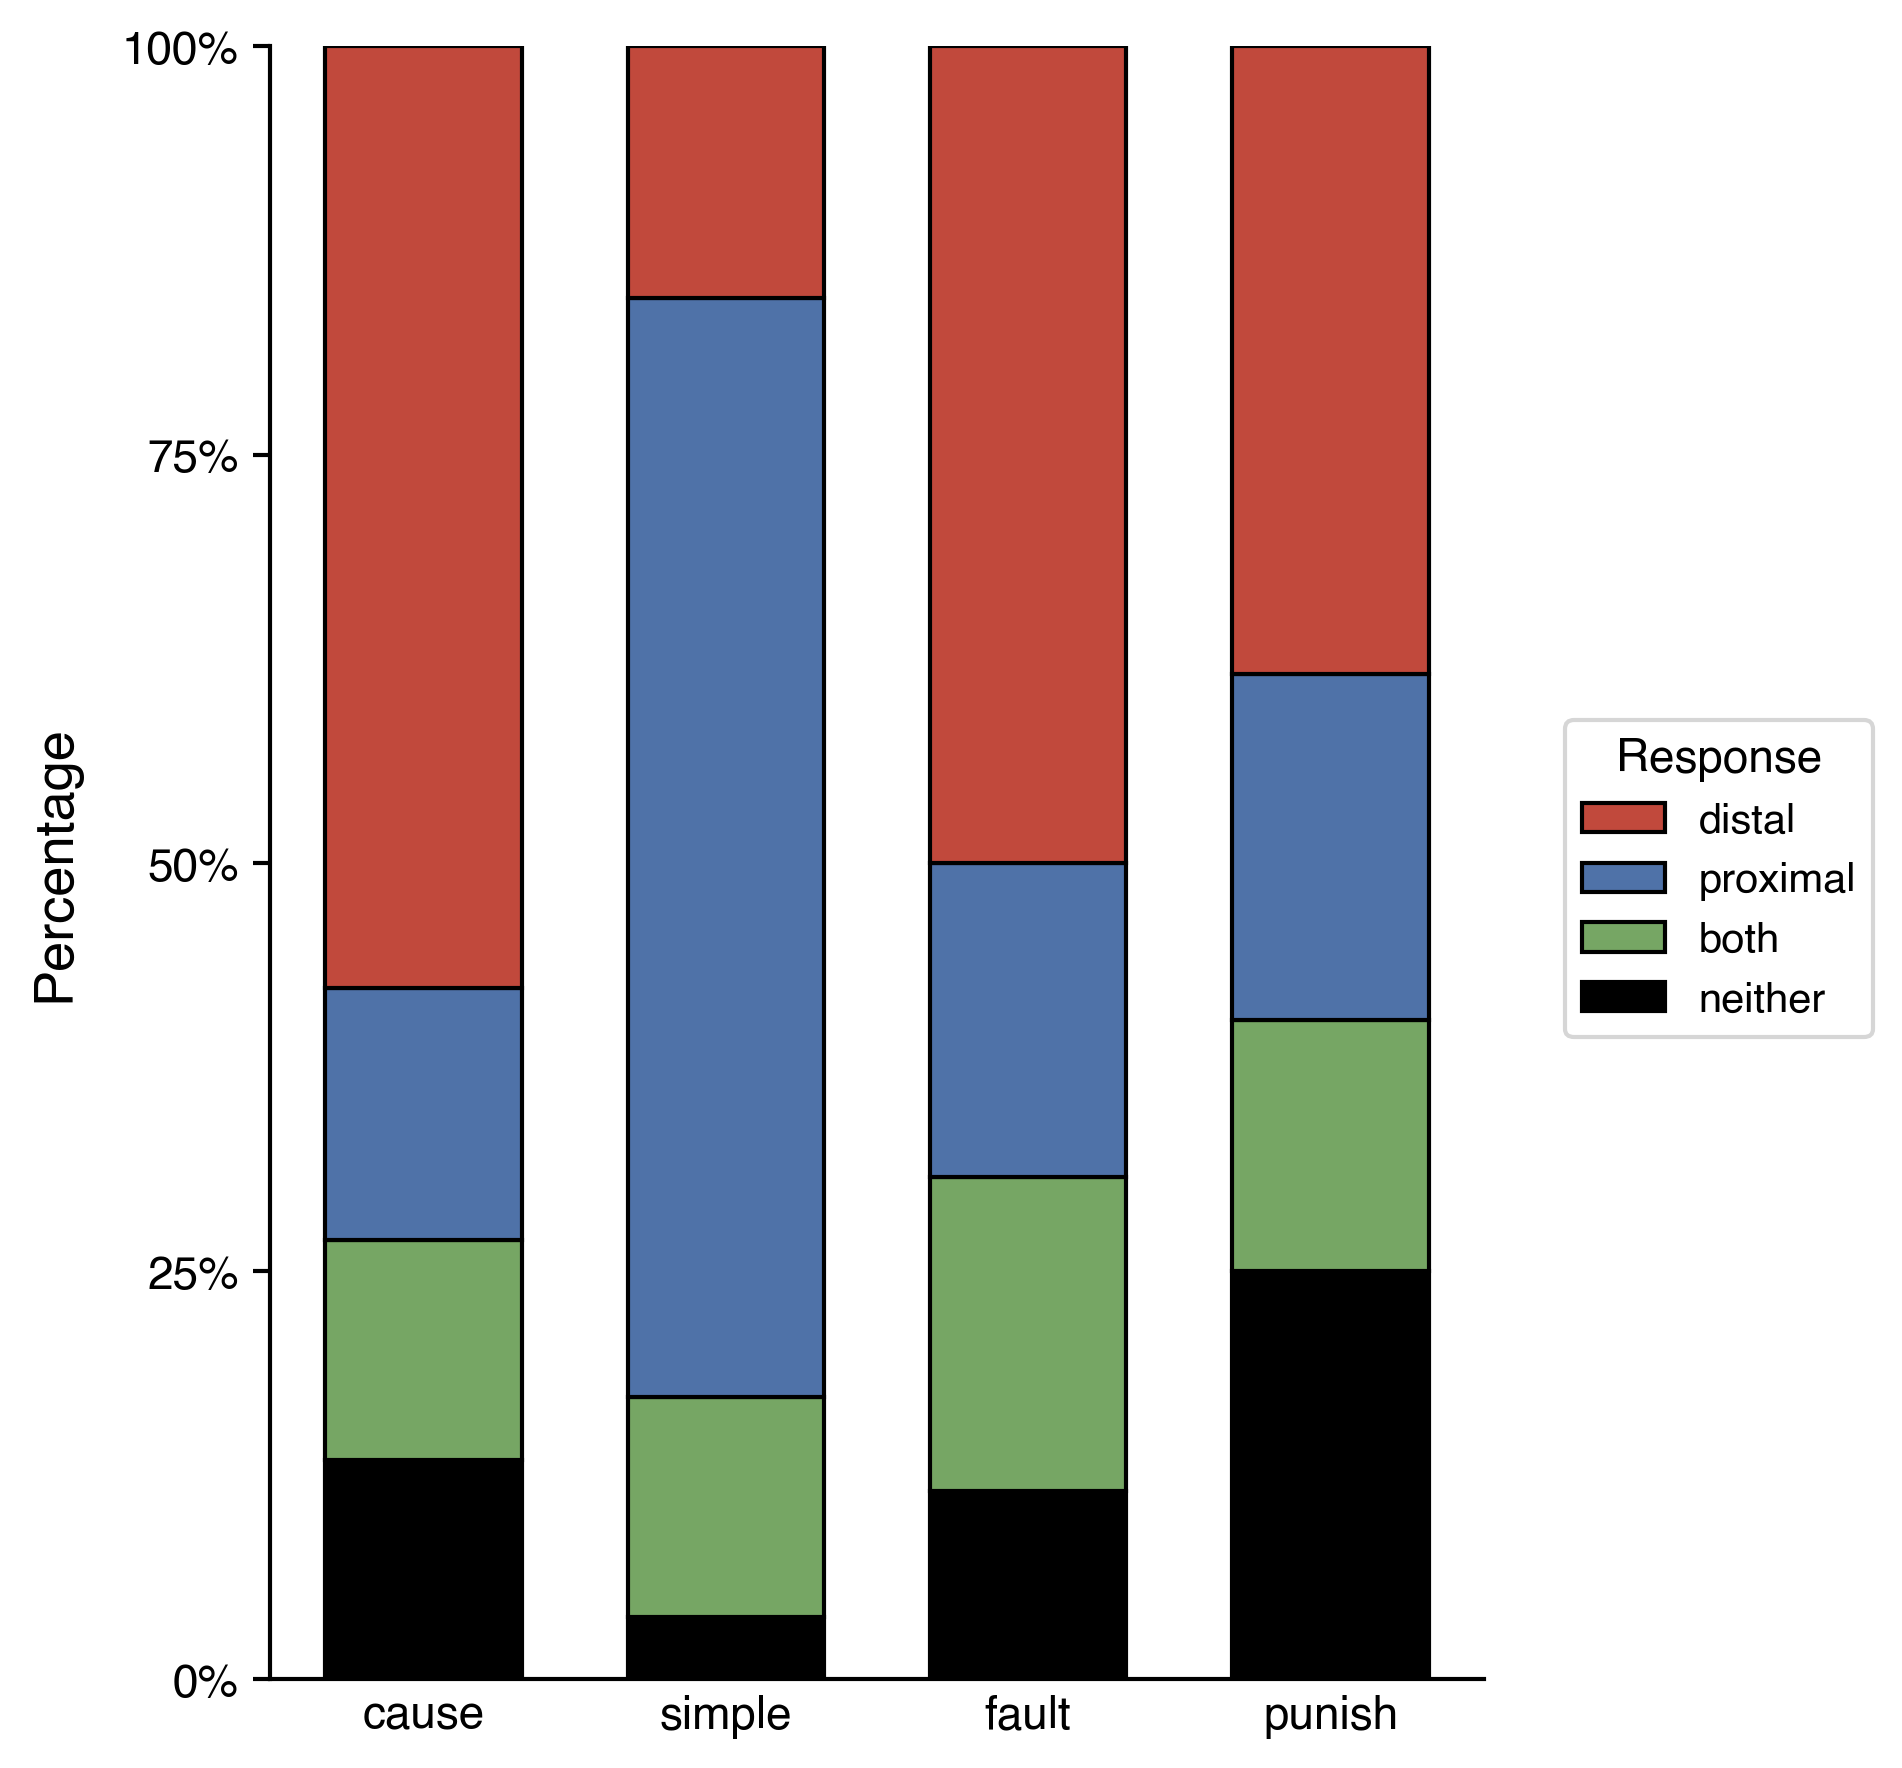 100%
75%
50%
25%
0%
Percentage
cause
simple
fault
punish
Response
distal
proximal
both
neither